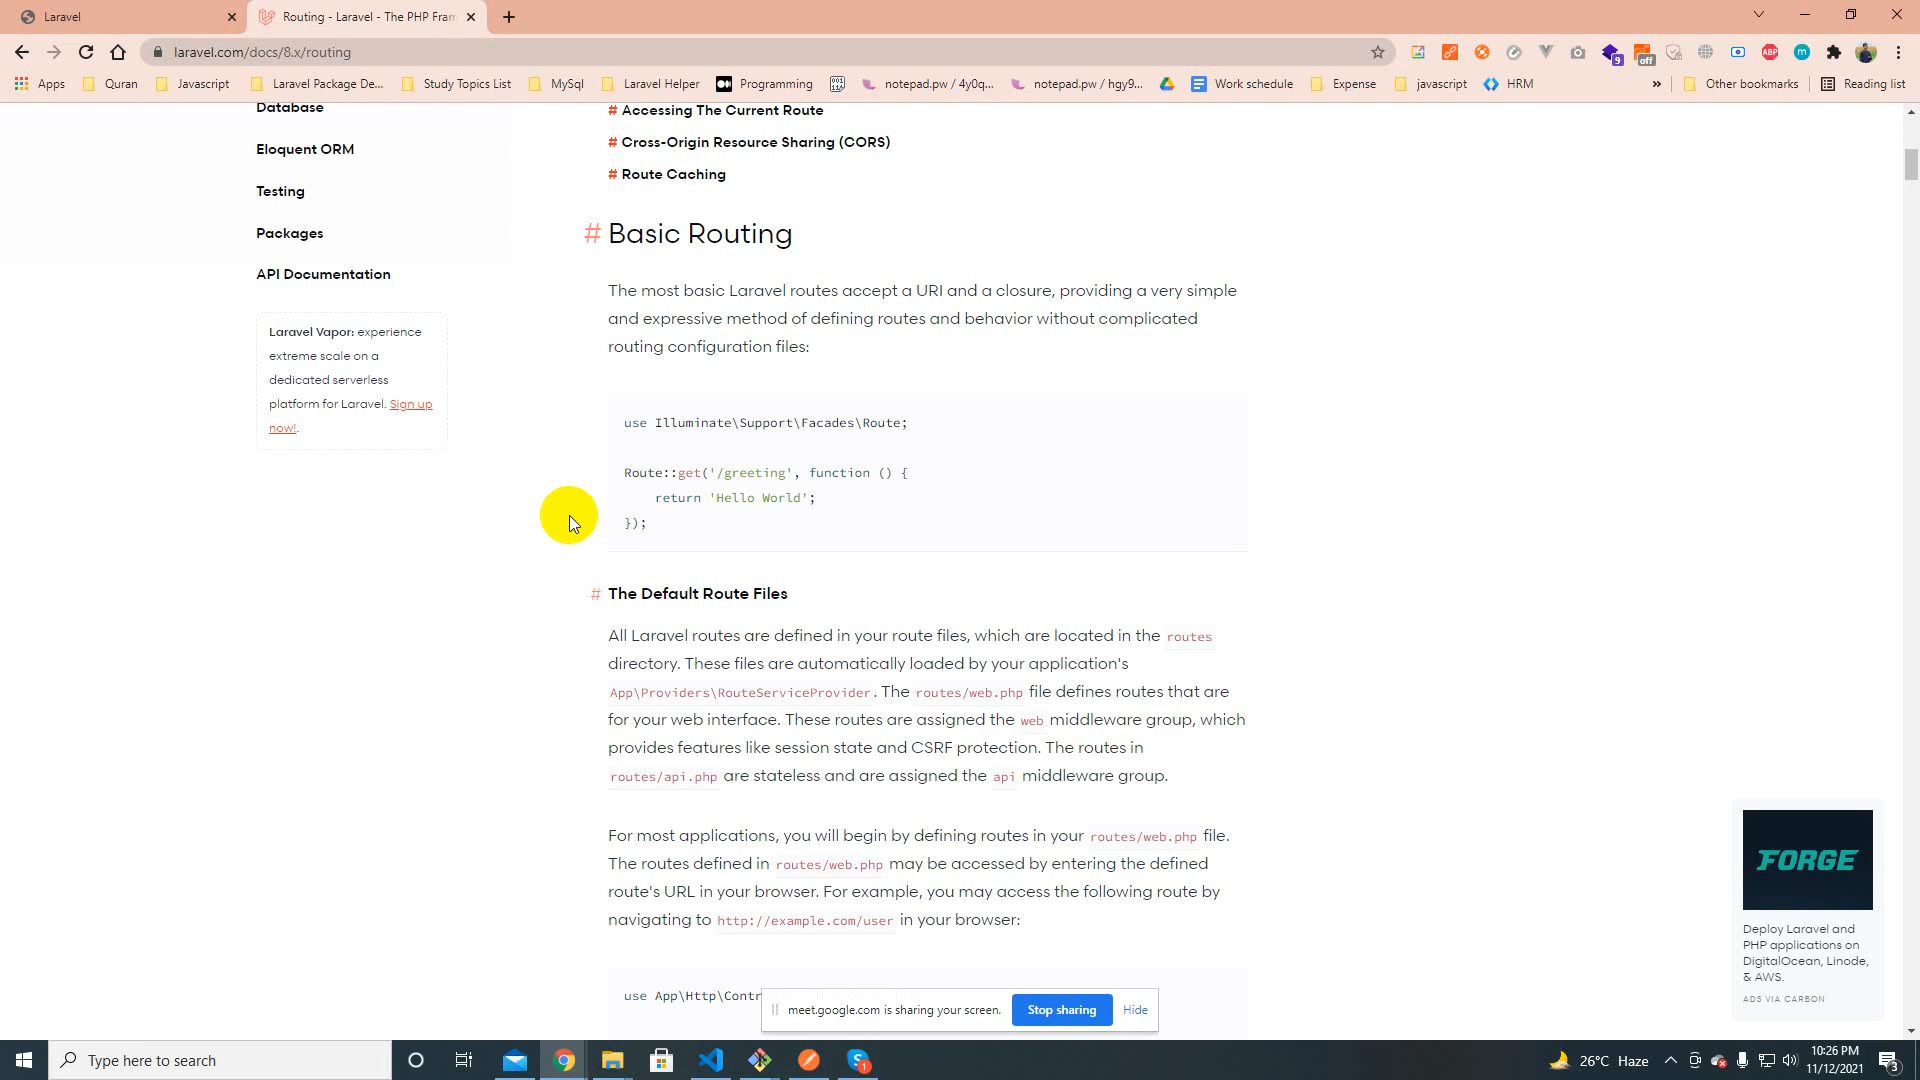 Laravel
Routing - Laravel - The PHP Fram
laravel.com/docs/8.x/routing
9
off
ABP
m
Apps
Quran
Javascript
Laravel Package De...
Study Topics List
MySql
Laravel Helper
Programming
notepad.pw / 4y0q...
notepad.pw / hgy9...
Work schedule
Expense
javascript
HRM
»
Other bookmarks
Reading list
Database
Eloquent ORM
Testing
Packages
API Documentation
Laravel Vapor: experience
extreme scale on a
dedicated serverless
platform for Laravel. Sign up
now!.
# Accessing The Current Route
# Cross-Origin Resource Sharing (CORS)
# Route Caching
# Basic Routing
The most basic Laravel routes accept a URI and a closure, providing a very simple
and expressive method of defining routes and behavior without complicated
routing configuration files:
use Illuminate\Support\Facades\Route;
Route::get('/greeting', function () {
return 'Hello World';
});
# The Default Route Files
All Laravel routes are defined in your route files, which are located in the routes
directory. These files are automatically loaded by your application's
App\Providers\RouteServiceProvider. The routes/web.php file defines routes that are
for your web interface. These routes are assigned the web middleware group, which
provides features like session state and CSRF protection. The routes in
routes/api.php are stateless and are assigned the api middleware group.
For most applications, you will begin by defining routes in your routes/web.php file.
The routes defined in routes/web.php may be accessed by entering the defined
route's URL in your browser. For example, you may access the following route by
navigating to http://example.com/user in your browser:
use App\Http\Contr
FORGE
Deploy Laravel and
PHP applications on
DigitalOcean, Linode,
& AWS.
ADS VIA CARBON
meet.google.com is sharing your screen.
Stop sharing
Hide
Type here to search
1
26°C Haze
10:26 PM
11/12/2021
3